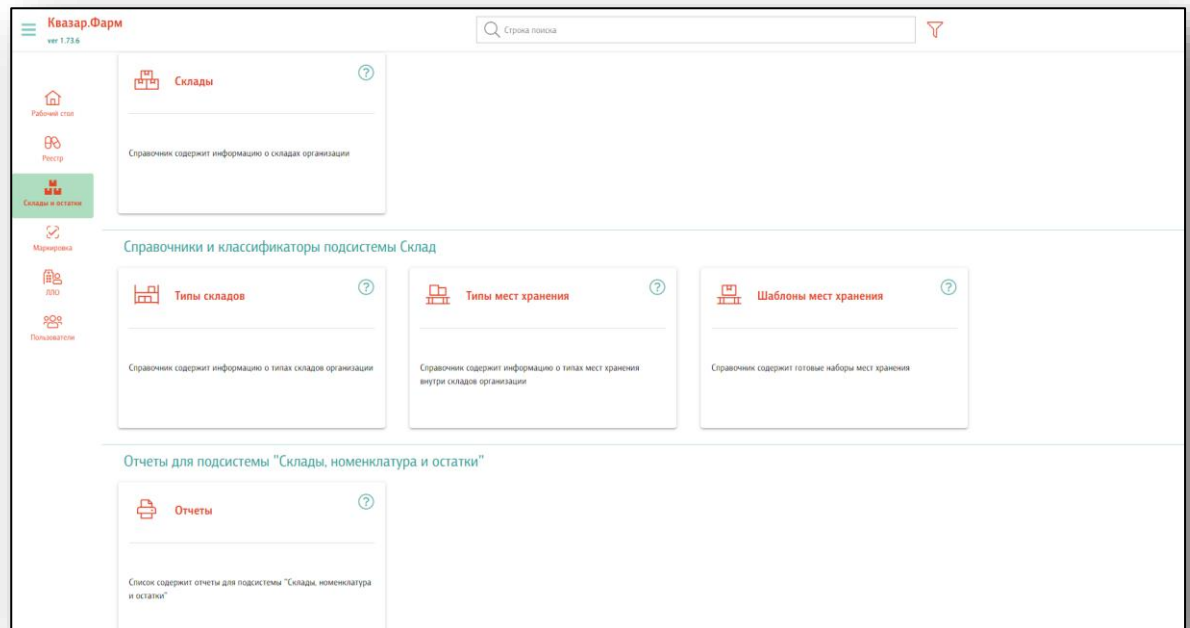 Квазар.Фарм
ver 1.73.6
Строка поиска
Рабочий стол
Реестр
Склады и остатки
Маркировка
ЛЛО
Пользователи
Склады
Справочник содержит информацию о складах организации
Справочники и классификаторы подсистемы Склад
Типы складов
Справочник содержит информацию о типах складов организации
Типы мест хранения
Справочник содержит информацию о типах мест хранения
внутри складов организации
Шаблоны мест хранения
Справочник содержит готовые наборы мест хранения
Отчеты для подсистемы "Склады, номенклатура и остатки"
Отчеты
Список содержит отчеты для подсистемы "Склады, номенклатура
и остатки"